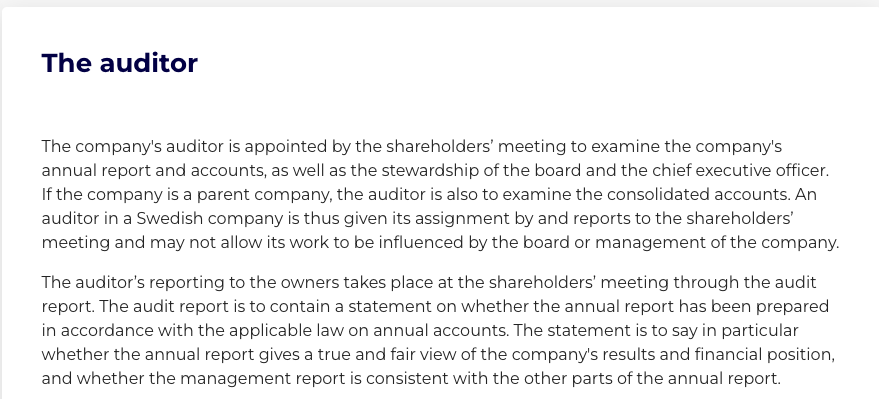 The auditor
The company's auditor is appointed by the shareholders’ meeting to examine the company's
annual report and accounts, as well as the stewardship of the board and the chief executive officer.
If the company is a parent company, the auditor is also to examine the consolidated accounts. An
auditor in a Swedish company is thus given its assignment by and reports to the shareholders’
meeting and may not allow its work to be influenced by the board or management of the company.
The auditor’s reporting to the owners takes place at the shareholders’ meeting through the audit
report. The audit report is to contain a statement on whether the annual report has been prepared
in accordance with the applicable law on annual accounts. The statement is to say in particular
whether the annual report gives a true and fair view of the company's results and financial position,
and whether the management report is consistent with the other parts of the annual report.